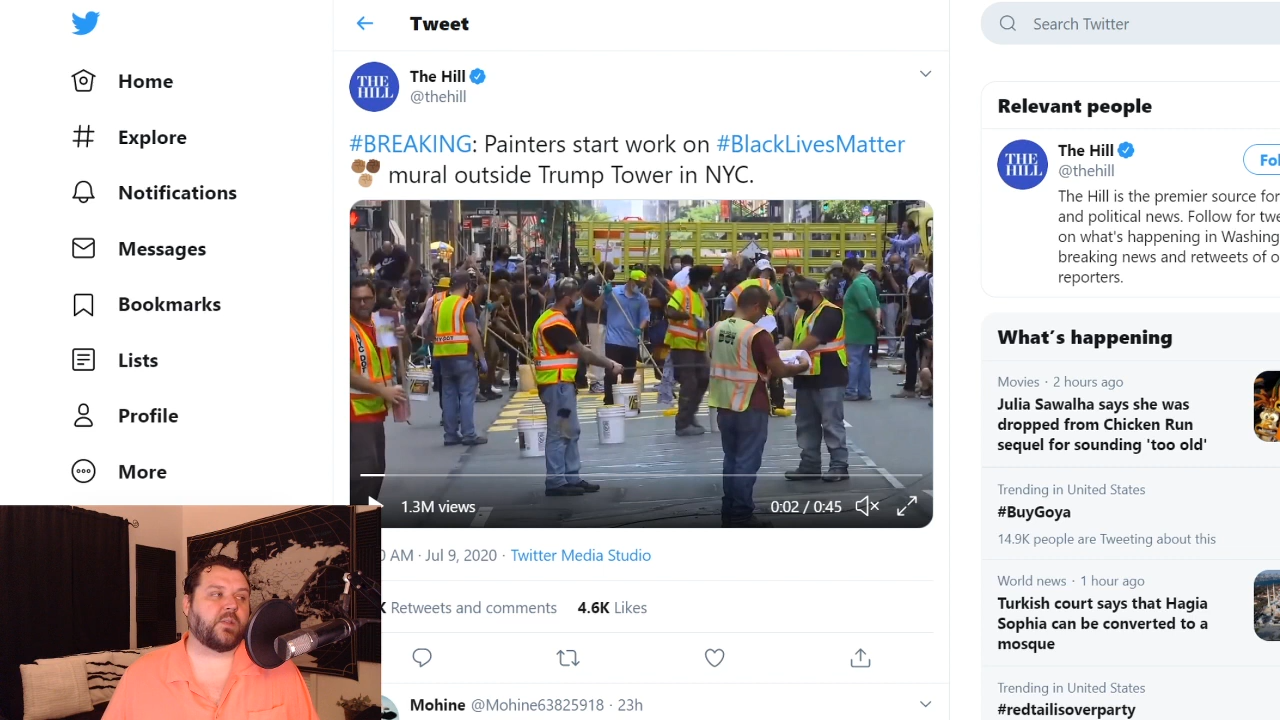 Home
Explore
Notifications
Messages
Bookmarks
Lists
Profile
More
Tweet
THE
HILL
The Hill
@thehill
#BREAKING: Painters start work on #BlackLivesMatter
mural outside Trump Tower in NYC.
1.3M views
0:02 / 0:45
0 AM · Jul 9, 2020 · Twitter Media Studio
K Retweets and comments 4.6K Likes
Mohine @Mohine63825918 · 23h
Search Twitter
Relevant people
THE
HILL
The Hill
@thehill
Fol
The Hill is the premier source for
and political news. Follow for twe
on what's happening in Washing
breaking news and retweets of o
reporters.
What's happening
Movies · 2 hours ago
Julia Sawalha says she was
dropped from Chicken Run
sequel for sounding 'too old'
Trending in United States
#BuyGoya
14.9K people are Tweeting about this
World news · 1 hour ago
Turkish court says that Hagia
Sophia can be converted to a
mosque
Trending in United States
#redtailisoverparty